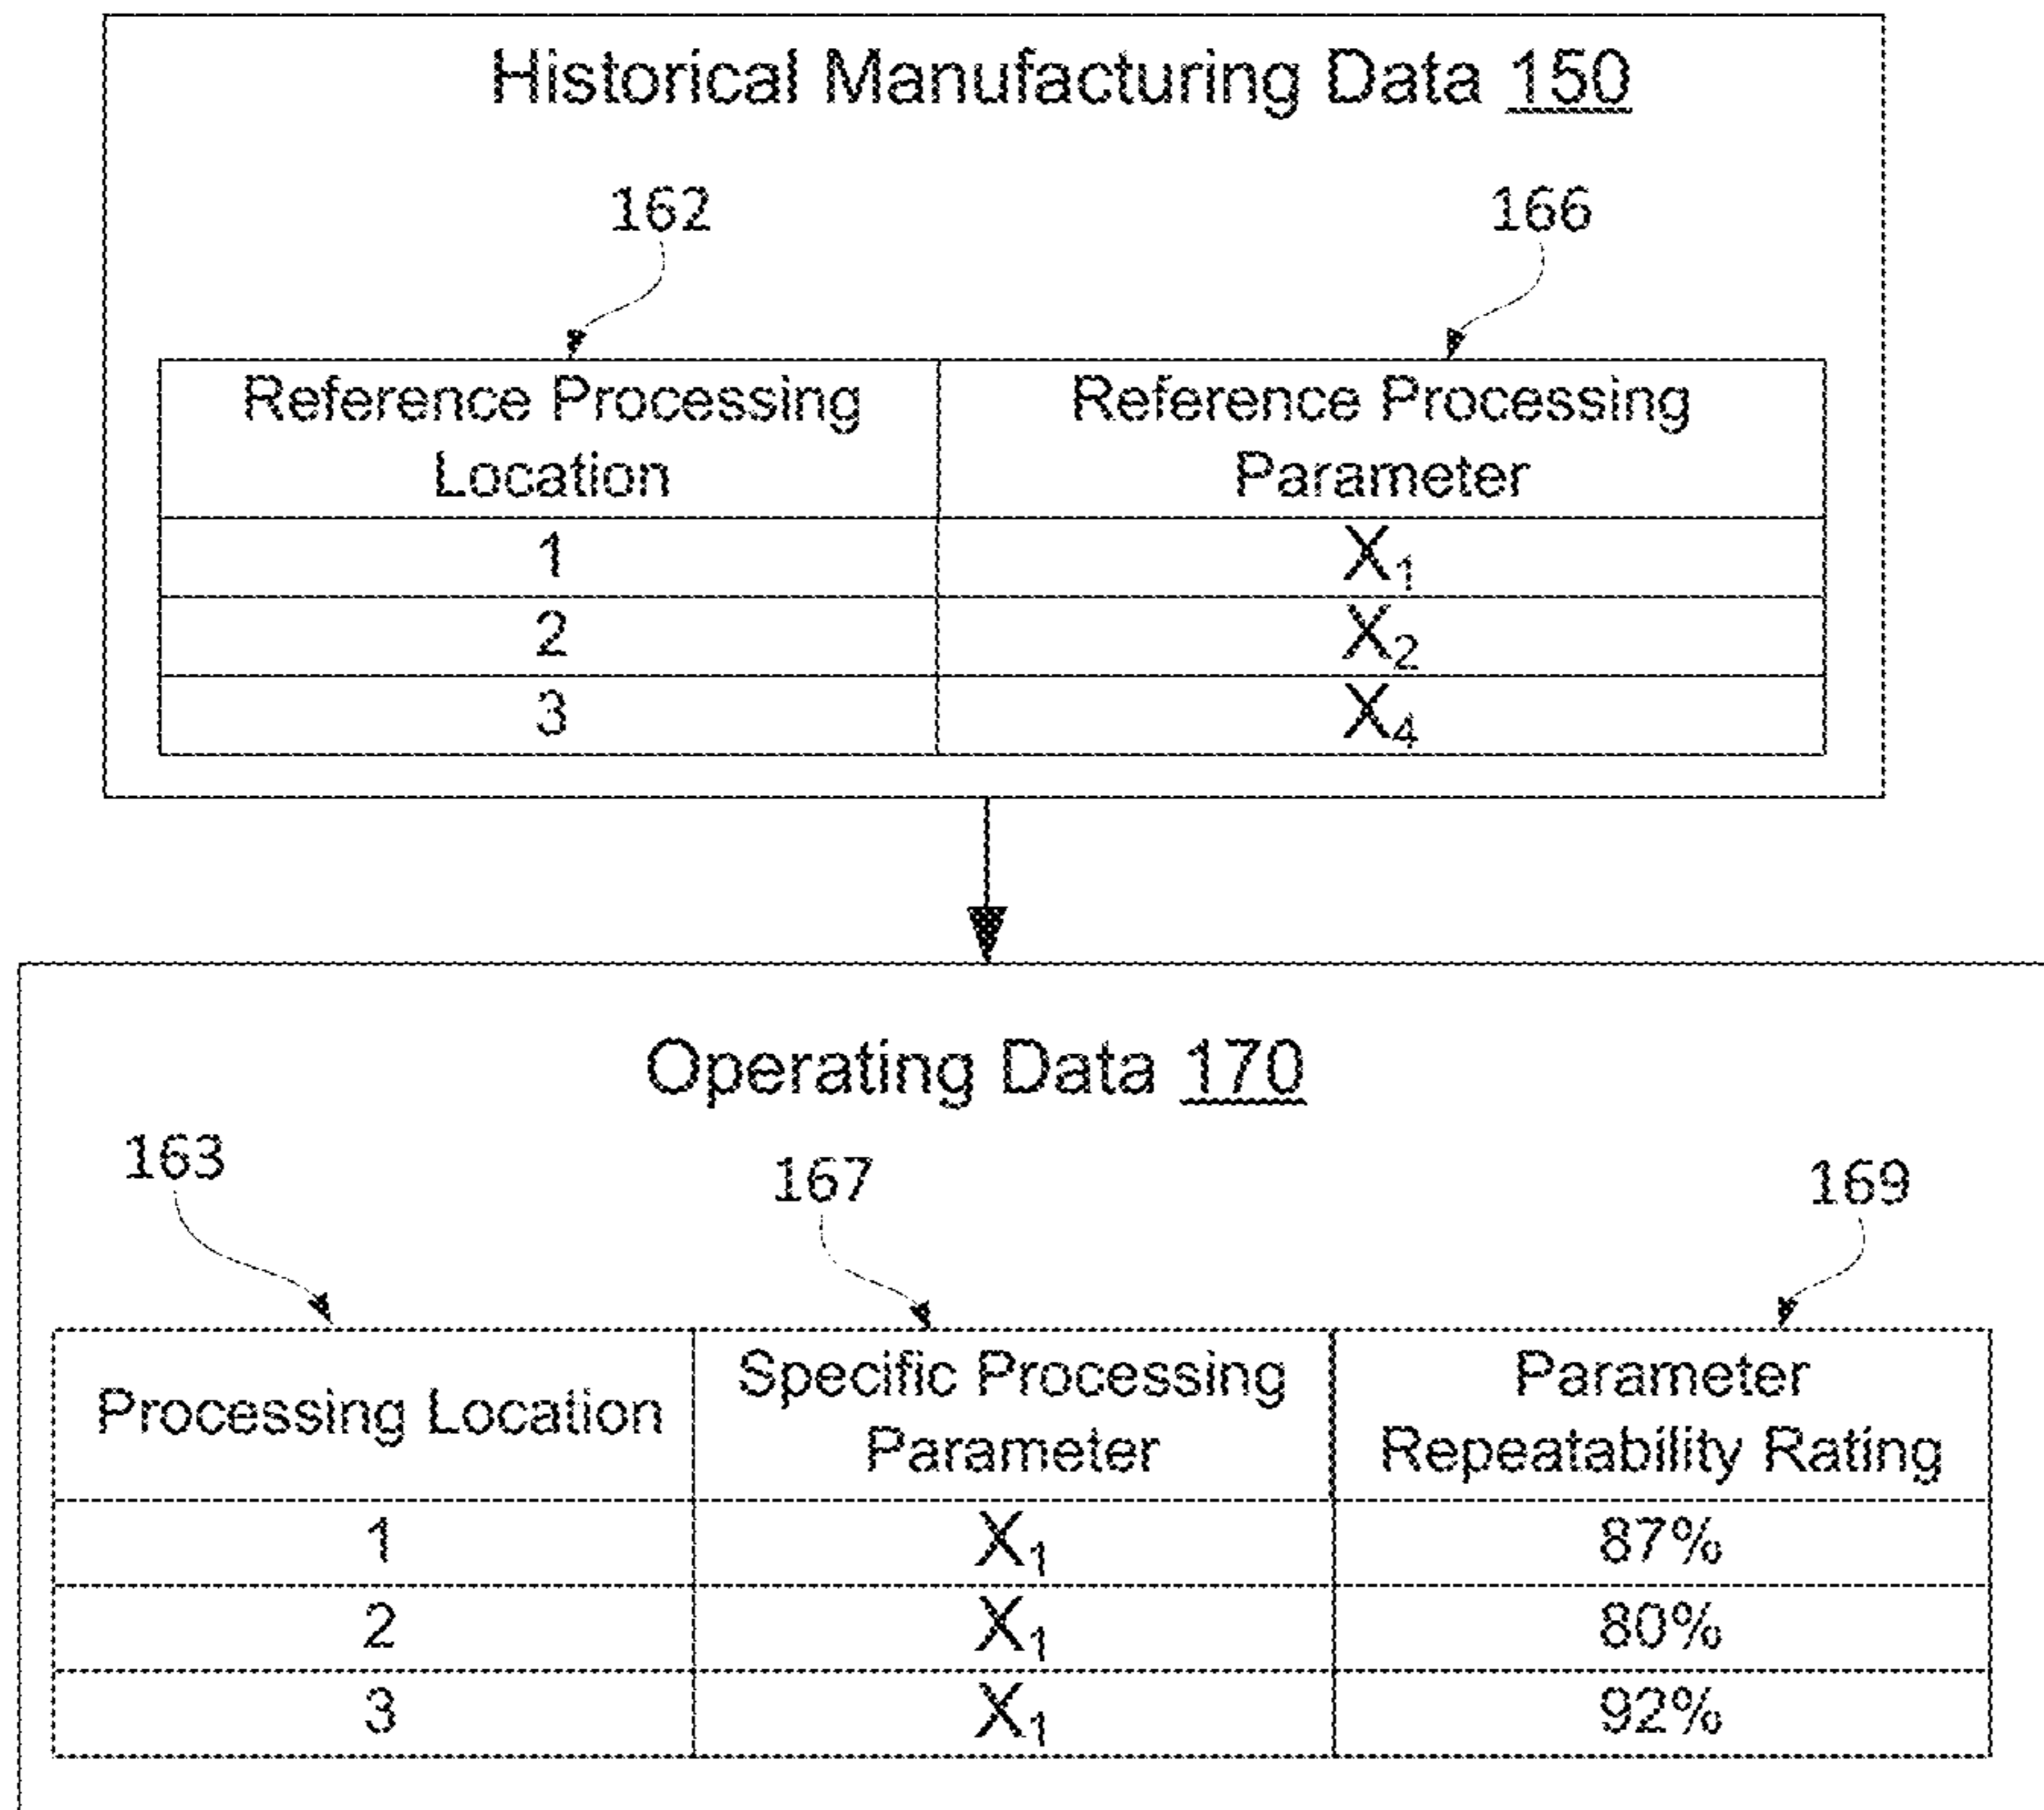 Historical Manufacturing Data 150
162 166
Reference Processing Location Reference Processing Parameter
1 X₁
2 X₂
3 X₄
Operating Data 170
163 167 169
Processing Location Specific Processing Parameter Parameter Repeatability Rating
1 X₁ 87%
2 X₁ 80%
3 X₁ 92%